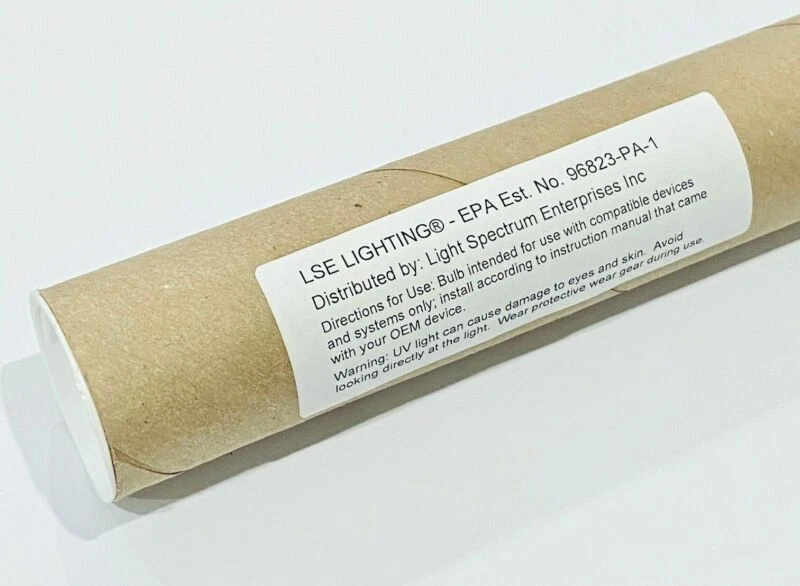 LSE LIGHTING® - EPA Est. No. 96823-PA-1
Distributed by: Light Spectrum Enterprises Inc
Directions for Use: Bulb intended for use with compatible devices
and systems only; install according to instruction manual that came
with your OEM device.
Warning: UV light can cause damage to eyes and skin. Avoid
looking directly at the light. Wear protective wear gear during use.